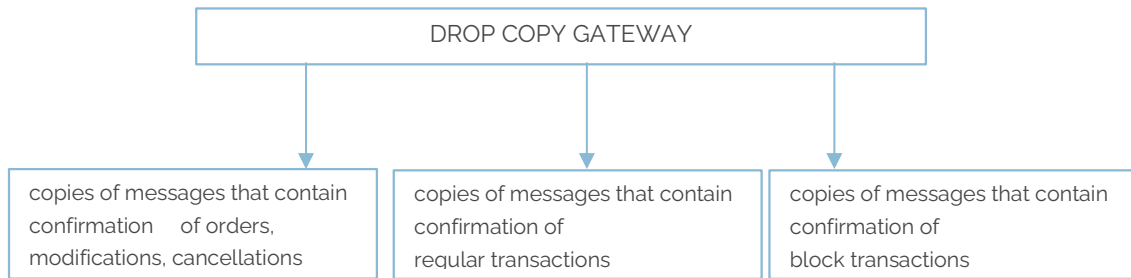 DROP COPY GATEWAY
copies of messages that contain
confirmation of orders,
modifications, cancellations
copies of messages that contain
confirmation of
regular transactions
copies of messages that contain
confirmation of
block transactions